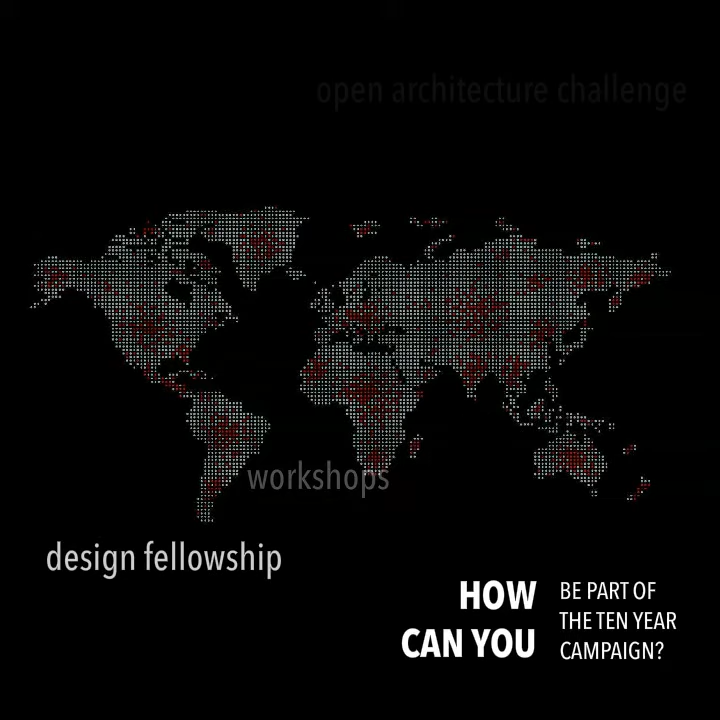 open architecture challenge
workshops
design fellowship
HOW
CAN YOU
BE PART OF
THE TEN YEAR
CAMPAIGN?